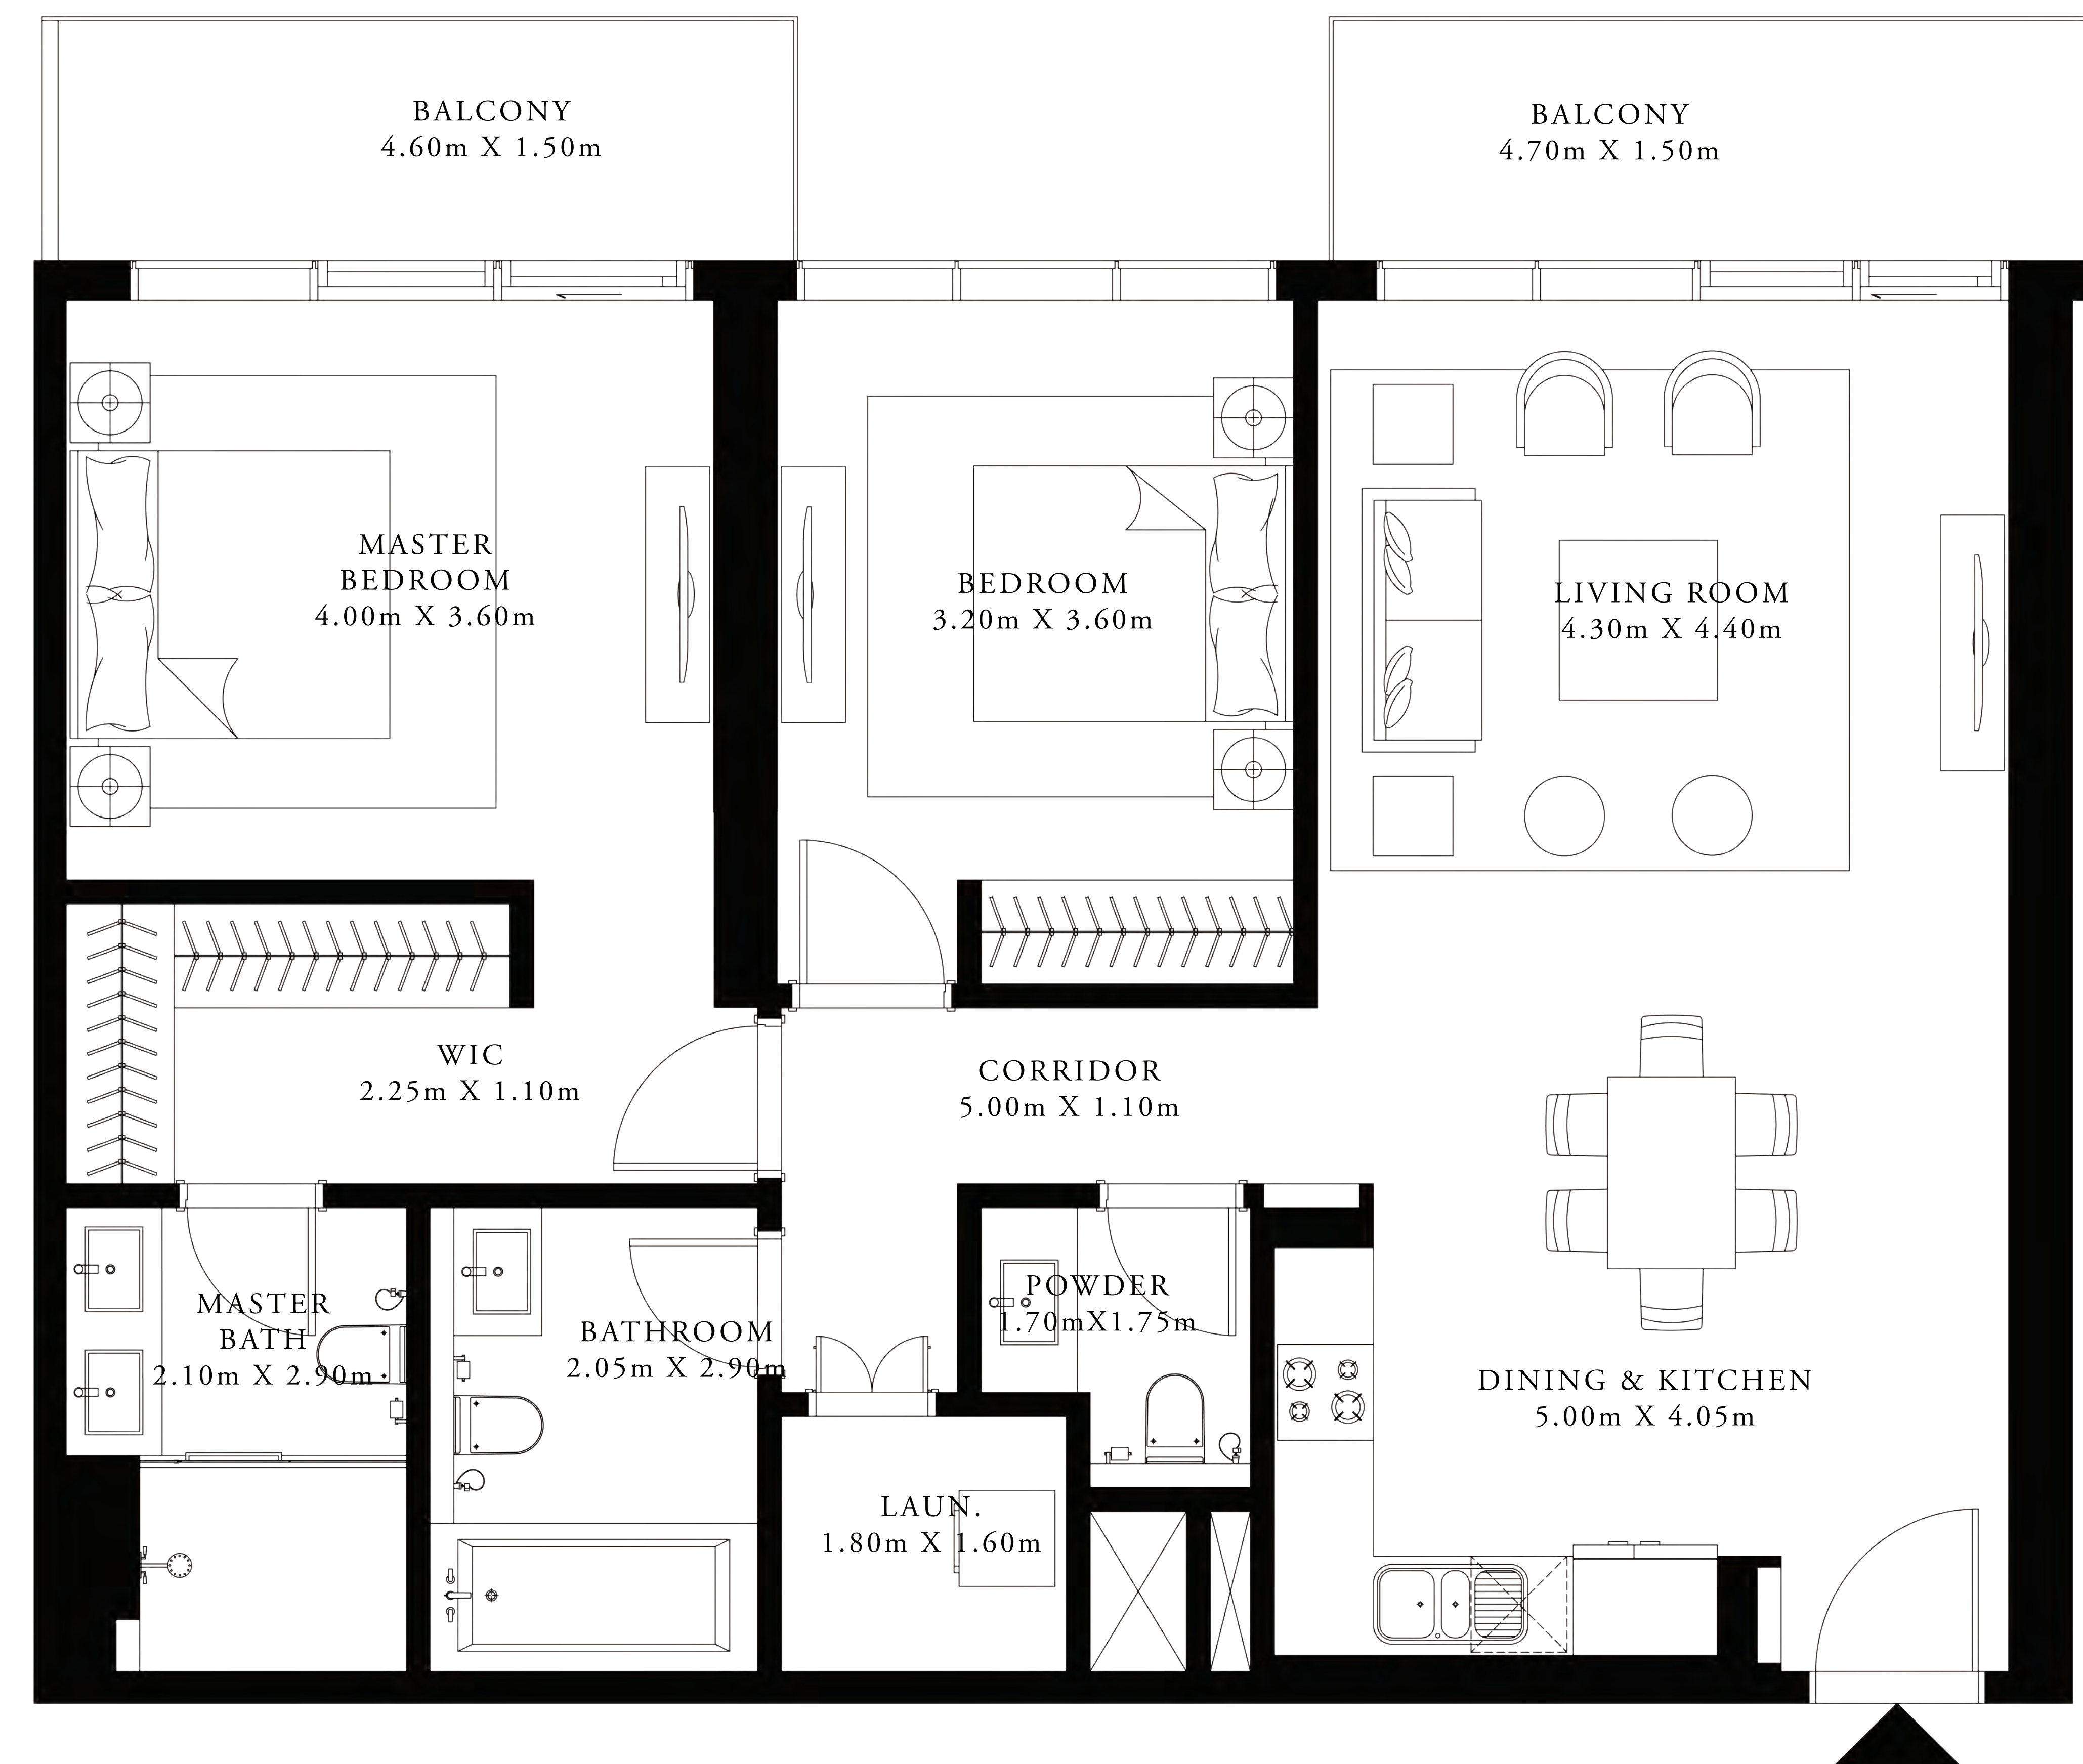 BALCONY
4.60m X 1.50m
BALCONY
4.70m X 1.50m
MASTER
BEDROOM
4.00m X 3.60m
BEDROOM
3.20m X 3.60m
LIVING ROOM
4.30m X 4.40m
WIC
2.25m X 1.10m
CORRIDOR
5.00m X 1.10m
MASTER
BATH
2.10m X 2.90m
BATHROOM
2.05m X 2.90m
POWDER
1.70mX1.75m
DINING & KITCHEN
5.00m X 4.05m
LAUN.
1.80m X 1.60m